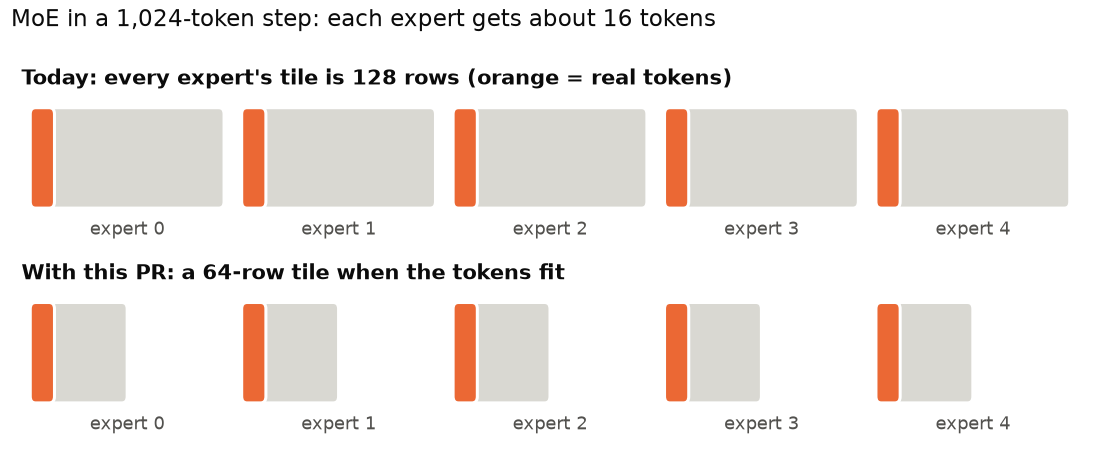 MoE in a 1,024-token step: each expert gets about 16 tokens
Today: every expert's tile is 128 rows (orange = real tokens)
expert 0
expert 1
expert 2
expert 3
expert 4
With this PR: a 64-row tile when the tokens fit
expert 0
expert 1
expert 2
expert 3
expert 4